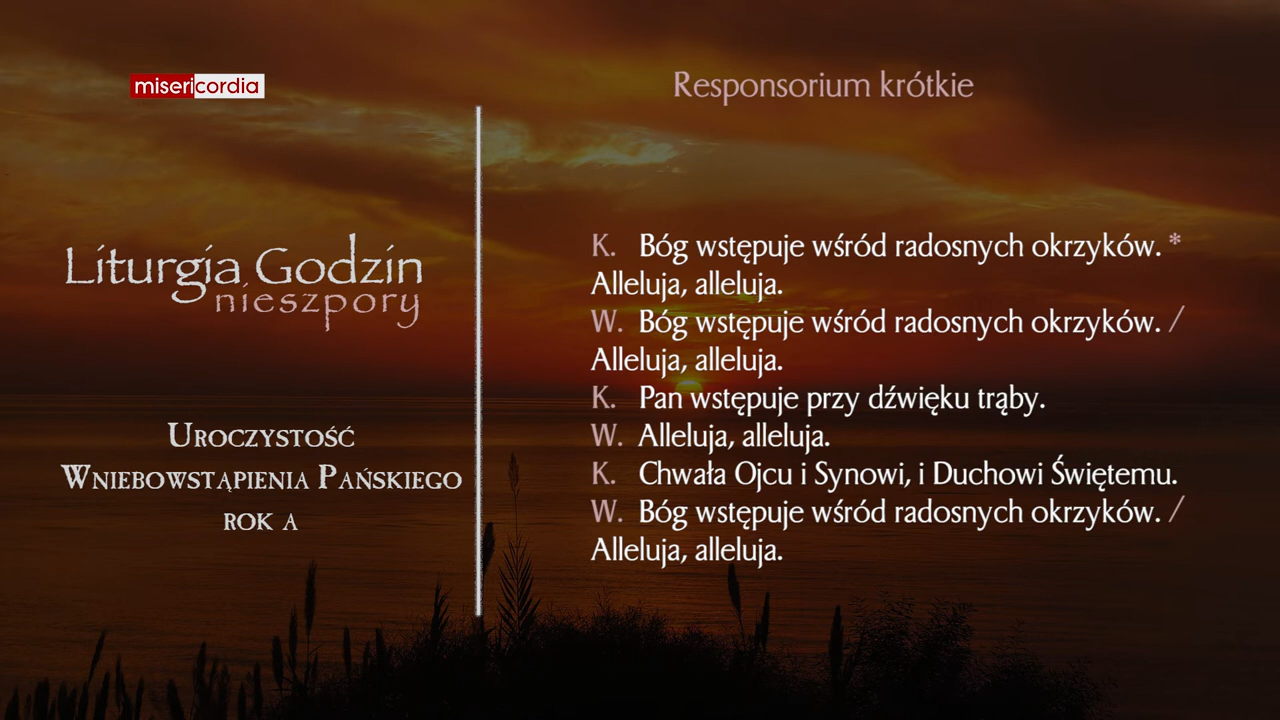 misericordia
Liturgia Godzin
nieszpory
Uroczystość
Wniebowstąpienia Pańskiego
rok A
Responsorium krótkie
K. Bóg wstępuje wśród radosnych okrzyków. *
Alleluja, alleluja.
W. Bóg wstępuje wśród radosnych okrzyków. /
Alleluja, alleluja.
K. Pan wstępuje przy dźwięku trąby.
W. Alleluja, alleluja.
K. Chwała Ojcu i Synowi, i Duchowi Świętemu.
W. Bóg wstępuje wśród radosnych okrzyków. /
Alleluja, alleluja.